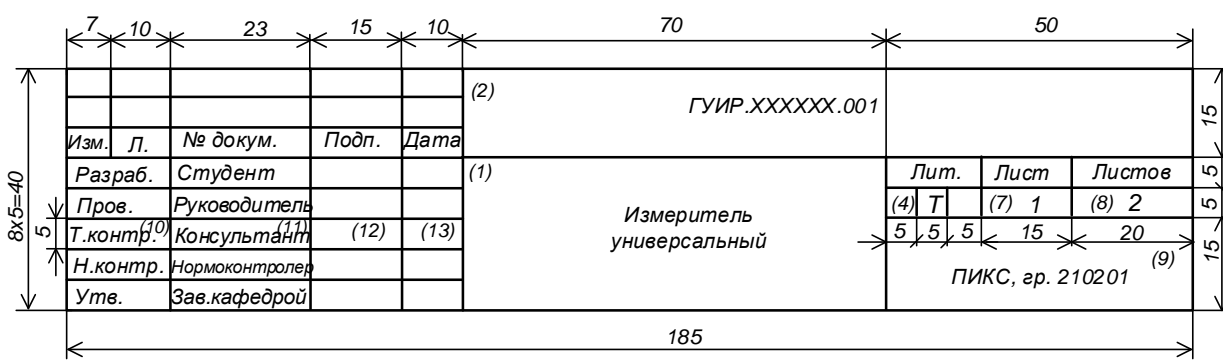 7 10 23 15 10 70 50
(2) ГУИР.XXXXXX.001
15
Изм. Л. № докум. Подп. Дата
Разраб. Студент (1) Лит. Лист Листов 5
Пров. Руководитель (4) Т (7) 1 (8) 2 5
8x5=40
5
Т.контр. (10) Консультант (11) (12) (13)
Измеритель
универсальный
5 5 5 15 20
15
(9)
Н.контр. Нормоконтролер
ПИКС, гр. 210201
Утв. Зав.кафедрой
185